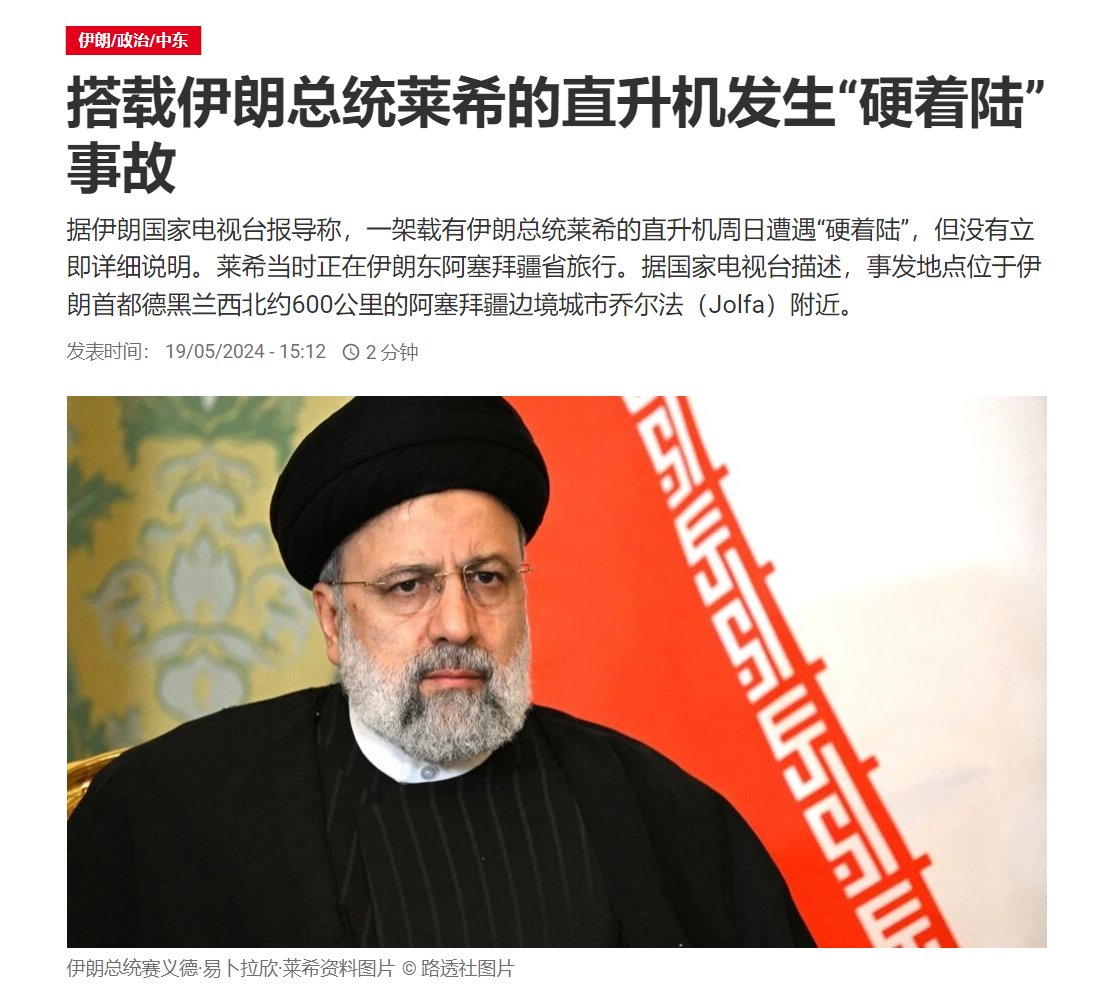 伊朗/政治/中东
搭载伊朗总统莱希的直升机发生“硬着陆”
事故
据伊朗国家电视台报导称，一架载有伊朗总统莱希的直升机周日遭遇“硬着陆”，但没有立
即详细说明。莱希当时正在伊朗东阿塞拜疆省旅行。据国家电视台描述，事发地点位于伊
朗首都德黑兰西北约600公里的阿塞拜疆边境城市乔尔法（Jolfa）附近。
发表时间： 19/05/2024 - 15:12 2 分钟
伊朗总统赛义德·易卜拉欣·莱希资料图片 © 路透社图片